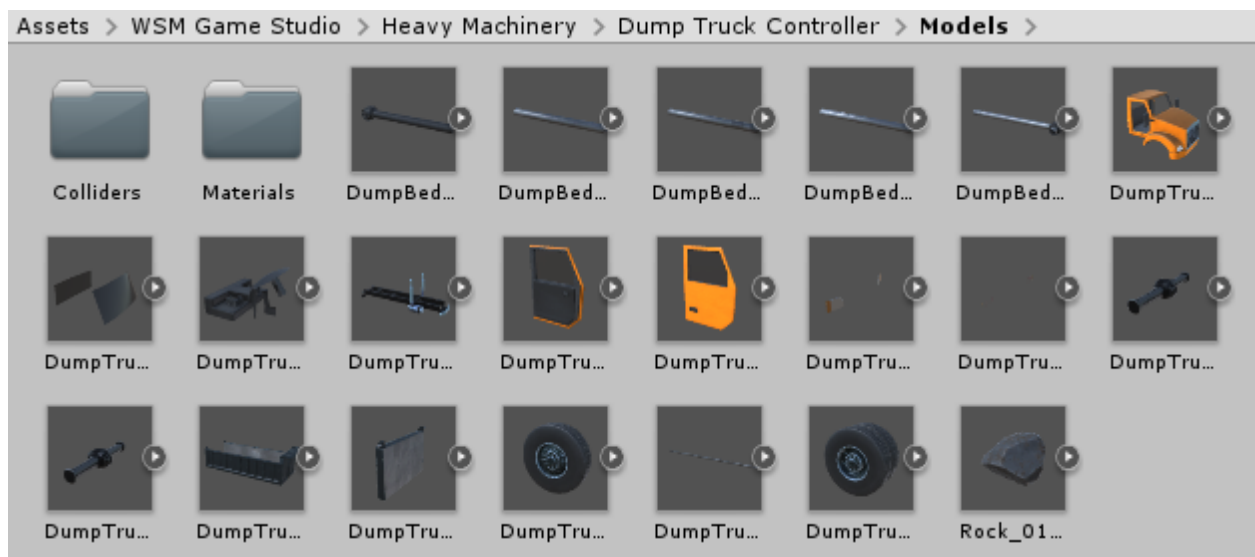 Assets > WSM Game Studio > Heavy Machinery > Dump Truck Controller > Models >
Colliders Materials DumpBed... DumpBed... DumpBed... DumpBed... DumpBed... DumpTru...
DumpTru... DumpTru... DumpTru... DumpTru... DumpTru... DumpTru... DumpTru... DumpTru...
DumpTru... DumpTru... DumpTru... DumpTru... DumpTru... DumpTru... Rock_01...